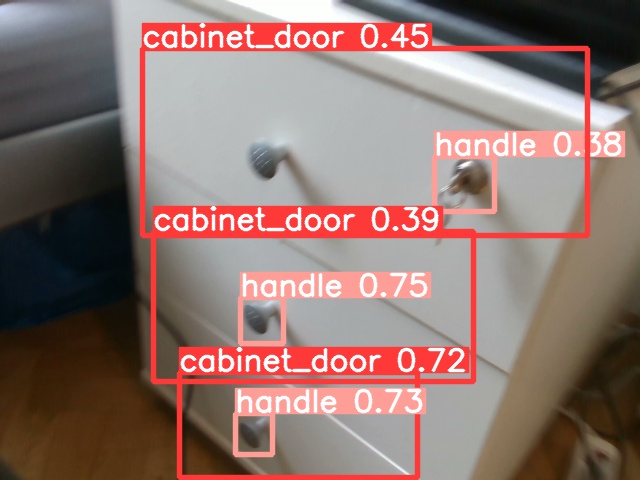 cabinet_door 0.45
handle 0.38
cabinet_door 0.39
handle 0.75
cabinet_door 0.72
handle 0.73